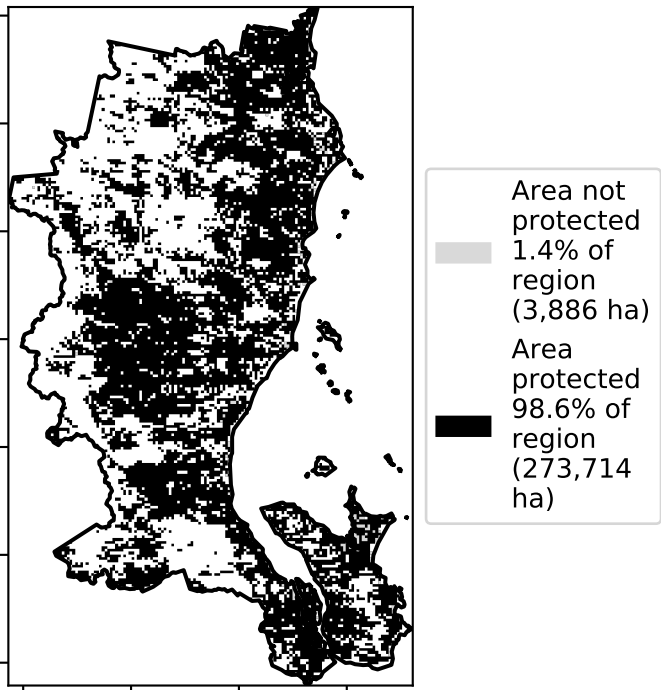 Area not
protected
1.4% of
region
(3,886 ha)
Area
protected
98.6% of
region
(273,714
ha)